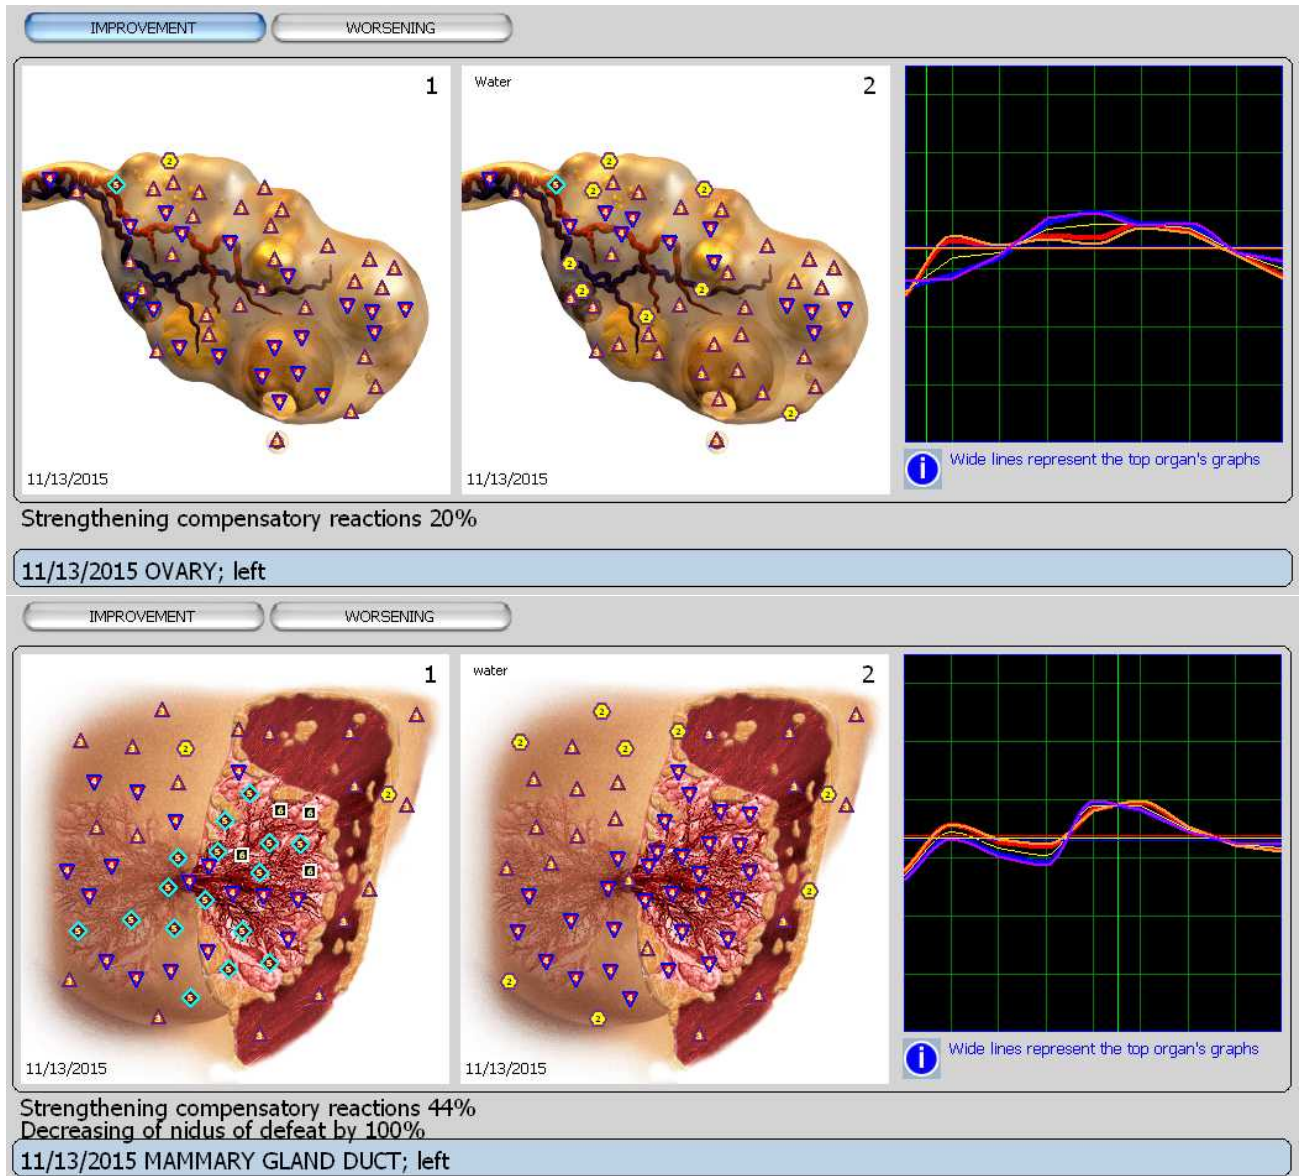 IMPROVEMENT WORSENING
1
Water 2
11/13/2015
11/13/2015
Wide lines represent the top organ's graphs
Strengthening compensatory reactions 20%
11/13/2015 OVARY; left
IMPROVEMENT WORSENING
1
water 2
11/13/2015
11/13/2015
Wide lines represent the top organ's graphs
Strengthening compensatory reactions 44%
Decreasing of nidus of defeat by 100%
11/13/2015 MAMMARY GLAND DUCT; left